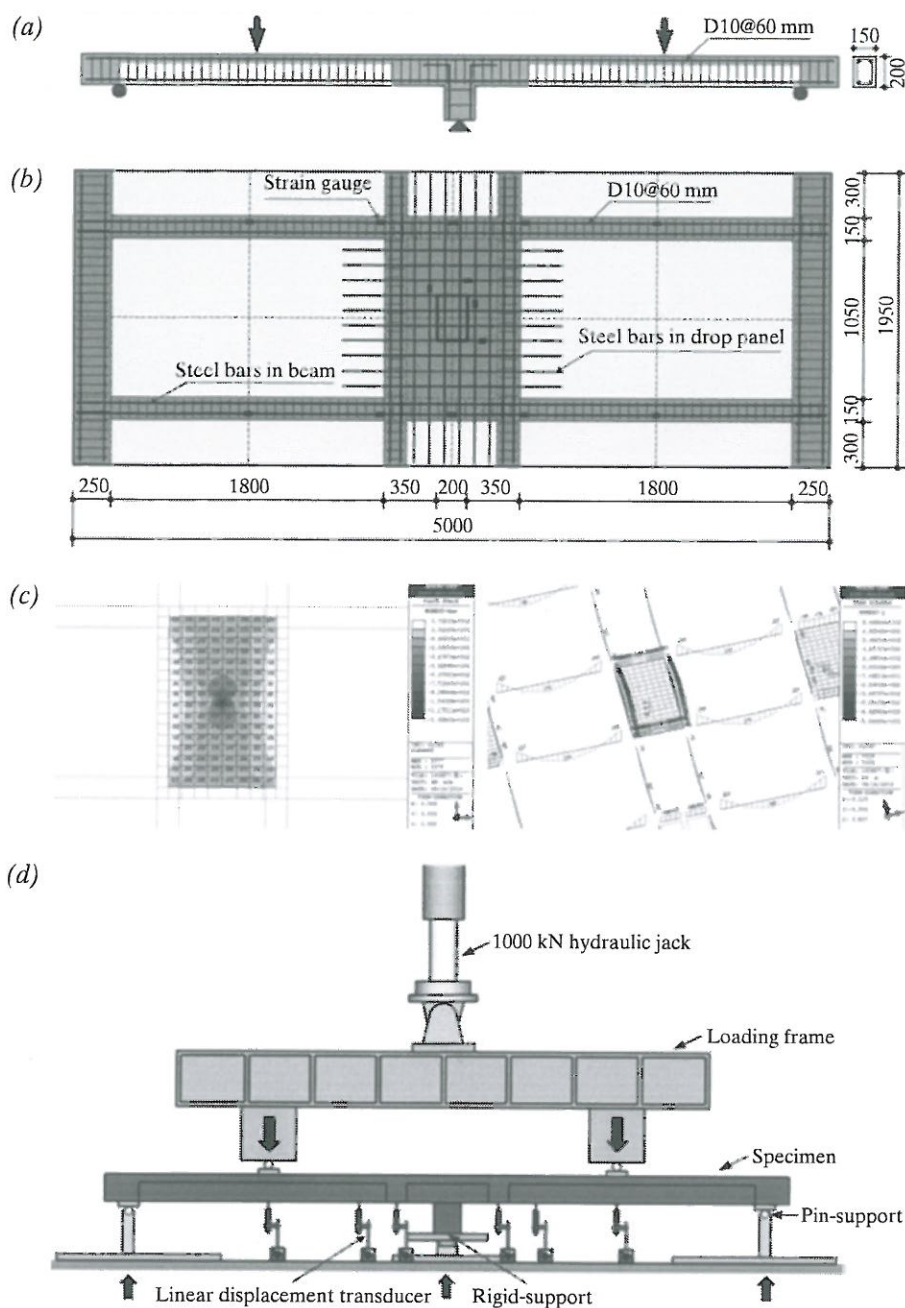 (a)
D10@60 mm
150
200
(b)
Strain gauge
D10@60 mm
Steel bars in drop panel
Steel bars in beam
300
150
1050
1950
150
300
250
1800
350
200
350
1800
250
5000
(c)
(d)
1000 kN hydraulic jack
Loading frame
Specimen
Pin-support
Linear displacement transducer
Rigid-support